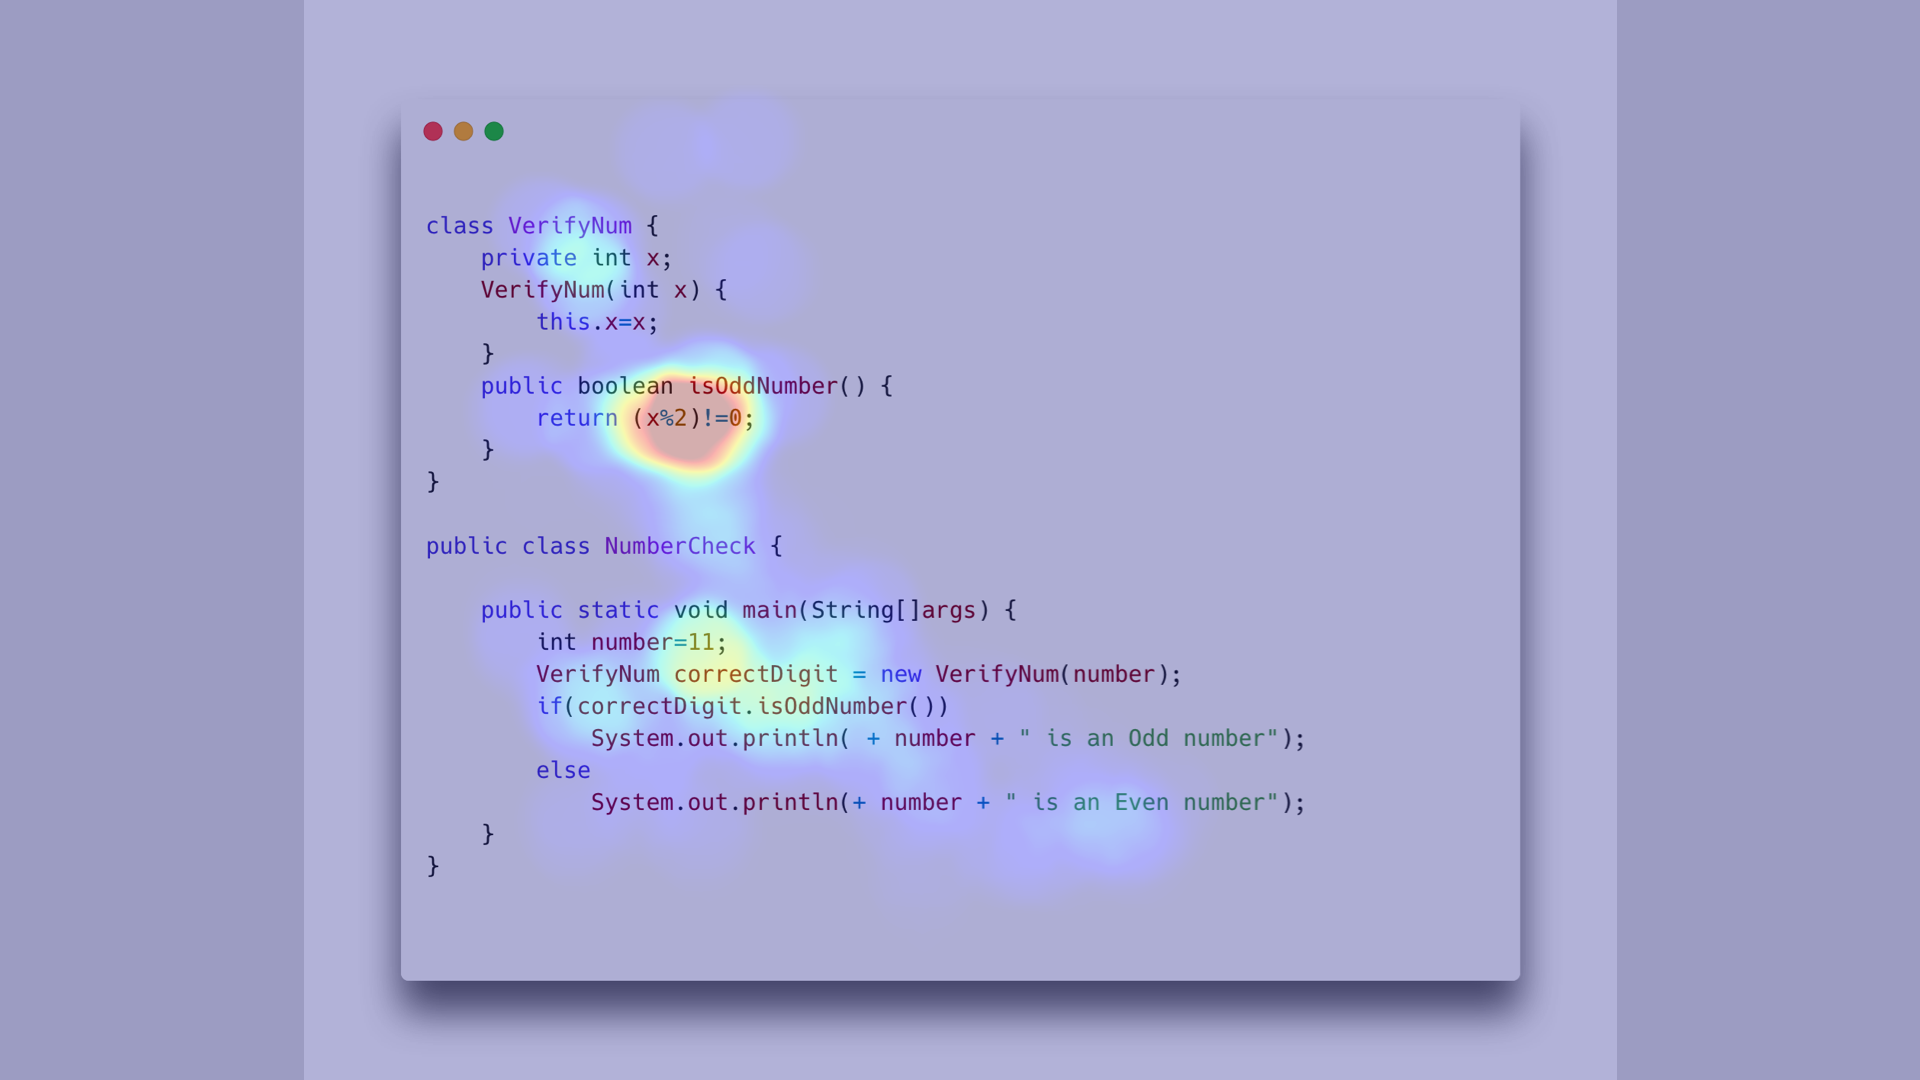 class VerifyNum {
    private int x;
    VerifyNum(int x) {
        this.x=x;
    }
    public boolean isOddNumber() {
        return (x%2)!=0;
    }
}

public class NumberCheck {

    public static void main(String[]args) {
        int number=11;
        VerifyNum correctDigit = new VerifyNum(number);
        if(correctDigit.isOddNumber())
            System.out.println( + number + " is an Odd number");
        else
            System.out.println(+ number + " is an Even number");
    }
}